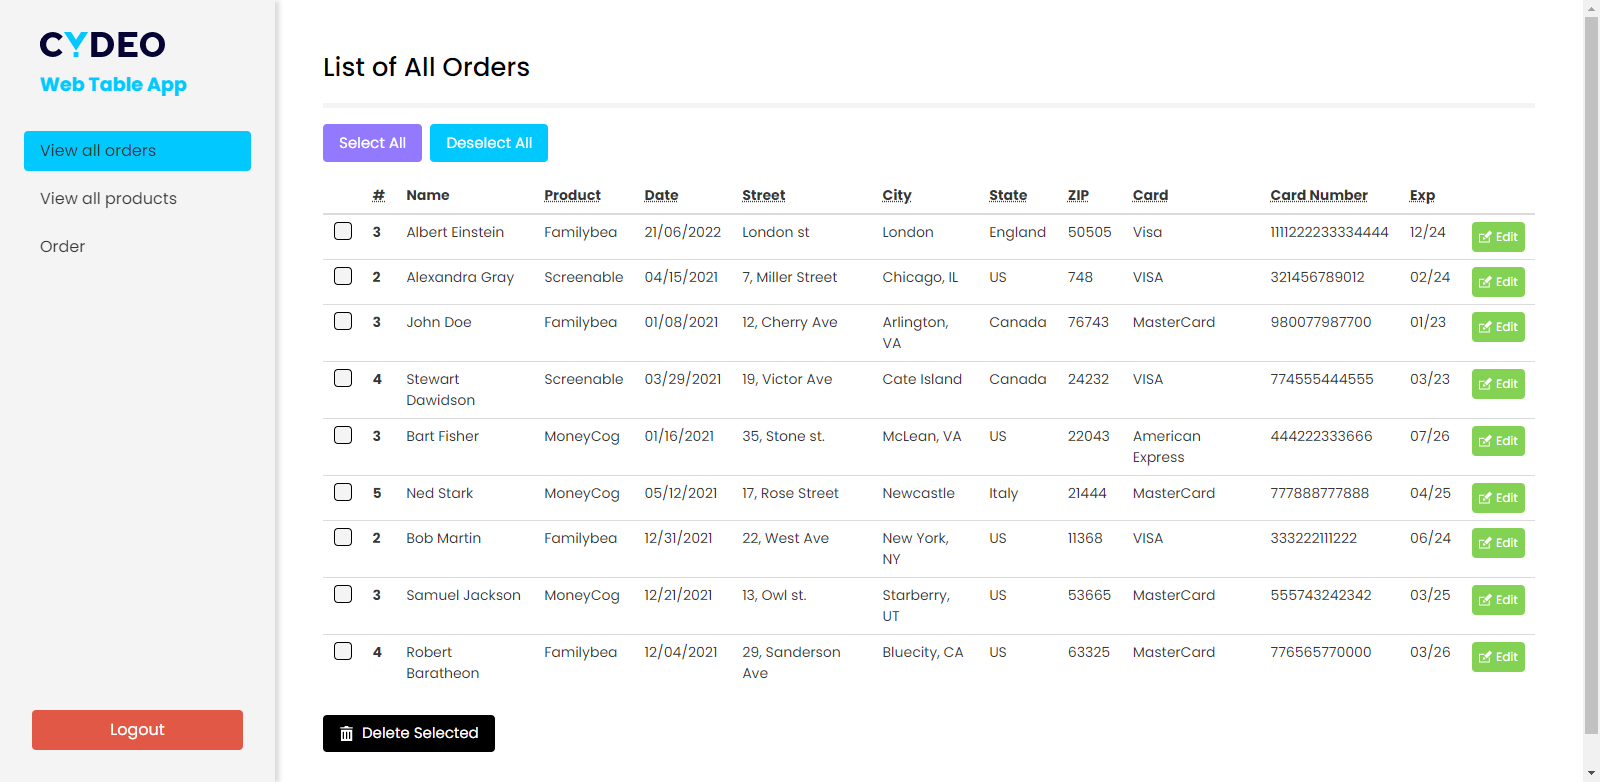 CYDEO
Web Table App
View all orders
View all products
Order
Logout
List of All Orders
Select All Deselect All
# Name Product Date Street City State ZIP Card Card Number Exp
3 Albert Einstein Familybea 21/06/2022 London st London England 50505 Visa 1111222233334444 12/24 Edit
2 Alexandra Gray Screenable 04/15/2021 7, Miller Street Chicago, IL US 748 VISA 321456789012 02/24 Edit
3 John Doe Familybea 01/08/2021 12, Cherry Ave Arlington, Canada 76743 MasterCard 980077987700 01/23 Edit
VA
4 Stewart Screenable 03/29/2021 19, Victor Ave Cate Island Canada 24232 VISA 774555444555 03/23 Edit
Dawidson
3 Bart Fisher MoneyCog 01/16/2021 35, Stone st. McLean, VA US 22043 American 444222333666 07/26 Edit
Express
5 Ned Stark MoneyCog 05/12/2021 17, Rose Street Newcastle Italy 21444 MasterCard 777888777888 04/25 Edit
2 Bob Martin Familybea 12/31/2021 22, West Ave New York, US 11368 VISA 333222111222 06/24 Edit
NY
3 Samuel Jackson MoneyCog 12/21/2021 13, Owl st. Starberry, US 53665 MasterCard 555743242342 03/25 Edit
UT
4 Robert Familybea 12/04/2021 29, Sanderson Bluecity, CA US 63325 MasterCard 776565770000 03/26 Edit
Baratheon Ave
Delete Selected